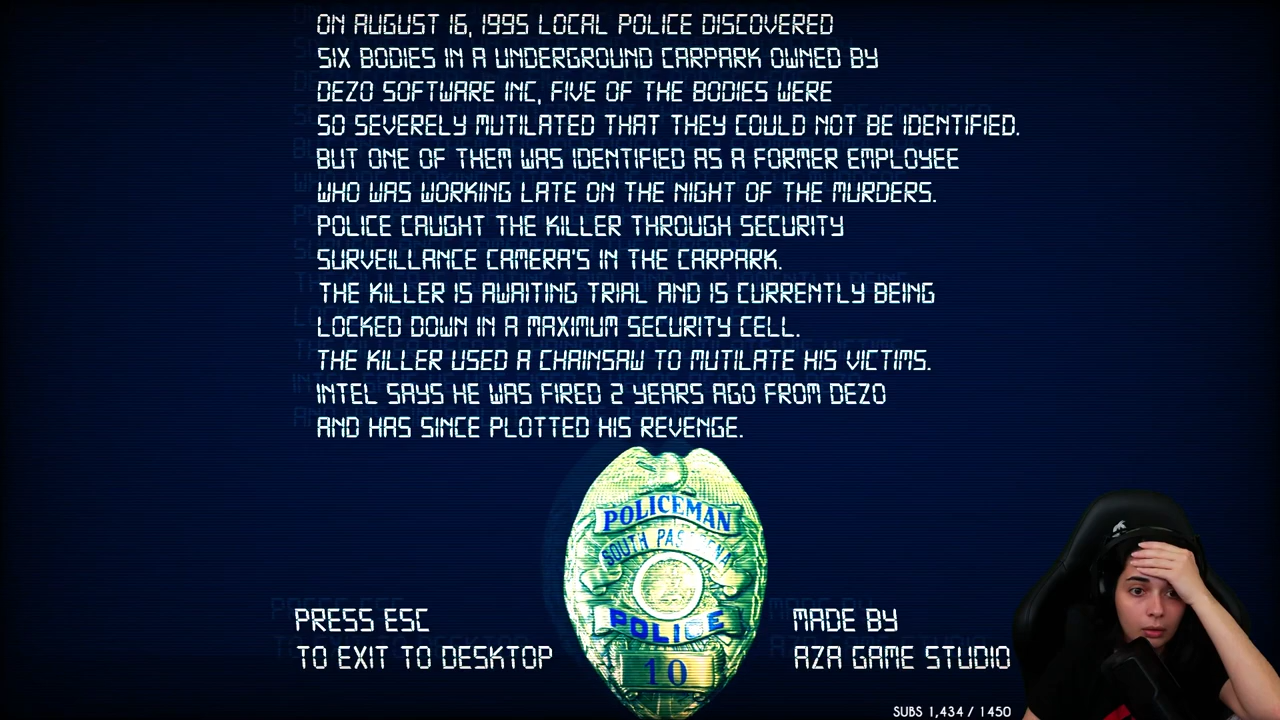 ON AUGUST 16, 1995 LOCAL POLICE DISCOVERED
SIX BODIES IN A UNDERGROUND CARPARK OWNED BY
DEZO SOFTWARE INC, FIVE OF THE BODIES WERE
SO SEVERELY MUTILATED THAT THEY COULD NOT BE IDENTIFIED.
BUT ONE OF THEM WAS IDENTIFIED AS A FORMER EMPLOYEE
WHO WAS WORKING LATE ON THE NIGHT OF THE MURDERS.
POLICE CAUGHT THE KILLER THROUGH SECURITY
SURVEILLANCE CAMERA'S IN THE CARPARK.
THE KILLER IS AWAITING TRIAL AND IS CURRENTLY BEING
LOCKED DOWN IN A MAXIMUM SECURITY CELL.
THE KILLER USED A CHAINSAW TO MUTILATE HIS VICTIMS.
INTEL SAYS HE WAS FIRED 2 YEARS AGO FROM DEZO
AND HAS SINCE PLOTTED HIS REVENGE.
POLICEMAN
SOUTH PASADENA
POLICE
10
PRESS ESC
TO EXIT TO DESKTOP
MADE BY
AZA GAME STUDIO
SUBS 1,434 / 1450